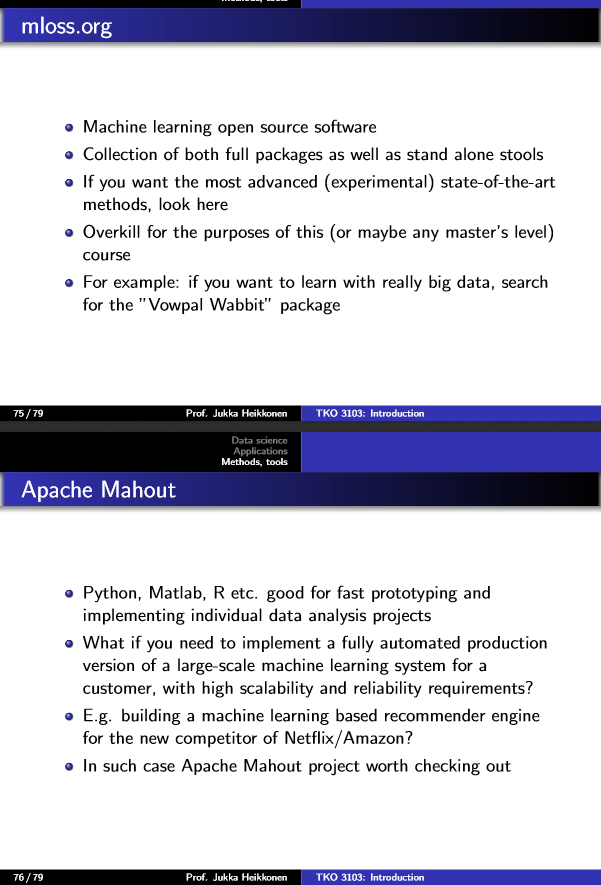 Methods, tools
mloss.org
Machine learning open source software
Collection of both full packages as well as stand alone stools
If you want the most advanced (experimental) state-of-the-art
methods, look here
Overkill for the purposes of this (or maybe any master's level)
course
For example: if you want to learn with really big data, search
for the "Vowpal Wabbit" package
75 / 79 Prof. Jukka Heikkonen TKO 3103: Introduction
Data science
Applications
Methods, tools
Apache Mahout
Python, Matlab, R etc. good for fast prototyping and
implementing individual data analysis projects
What if you need to implement a fully automated production
version of a large-scale machine learning system for a
customer, with high scalability and reliability requirements?
E.g. building a machine learning based recommender engine
for the new competitor of Netflix/Amazon?
In such case Apache Mahout project worth checking out
76 / 79 Prof. Jukka Heikkonen TKO 3103: Introduction